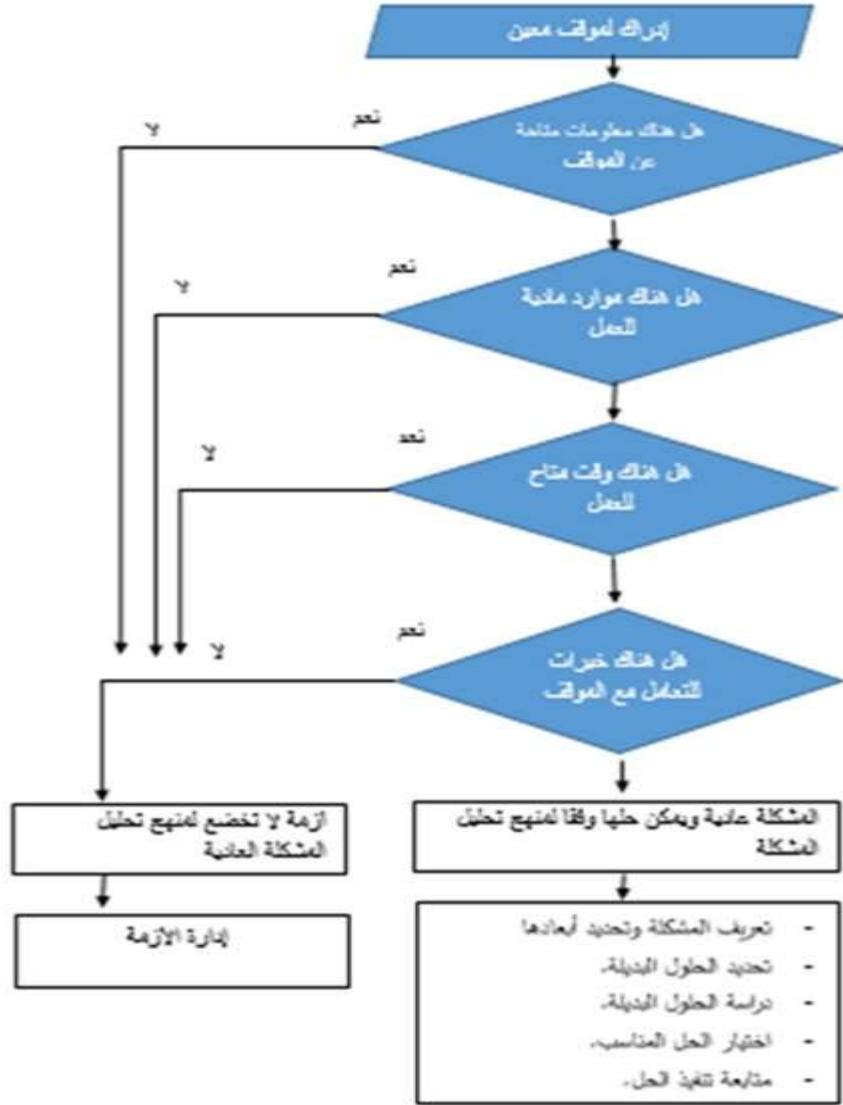 إدراك لموقف معين
هل هناك معلومات متاحة
عن الموقف
نعم
لا
هل هناك موارد مادية
للحل
نعم
لا
هل هناك وقت متاح
للحل
نعم
لا
هل هناك خبرات
للتعامل مع الموقف
نعم
لا
المشكلة عادية ويمكن حلها وفقا لمنهج تحليل
المشكلة
- تعريف المشكلة وتحديد أبعادها
- تحديد الحلول البديلة.
- دراسة الحلول البديلة.
- اختيار الحل المناسب.
- متابعة تنفيذ الحل.
ازمة لا تخضع لمنهج تحليل
المشكلة العادية
إدارة الأزمة